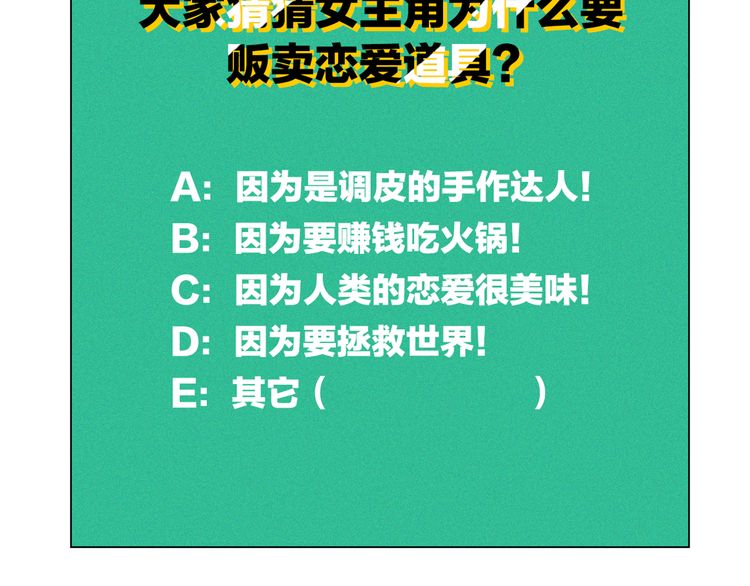 大家猜猜女主角为什么要
贩卖恋爱道具?
A: 因为是调皮的手作达人!
B: 因为要赚钱吃火锅!
C: 因为人类的恋爱很美味!
D: 因为要拯救世界!
E: 其它 (                    )